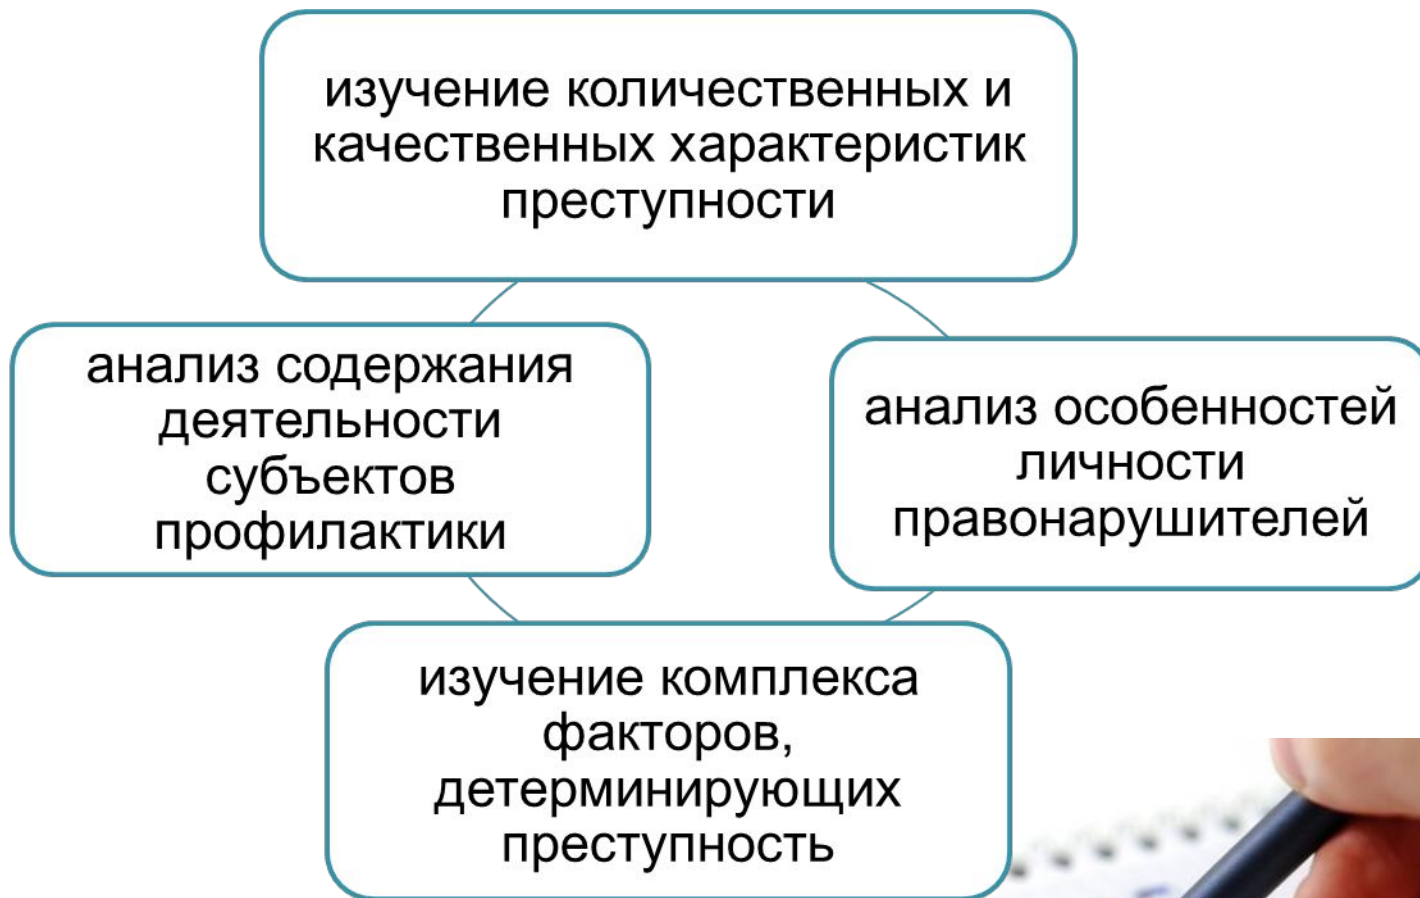 изучение количественных и
качественных характеристик
преступности
анализ содержания
деятельности
субъектов
профилактики
анализ особенностей
личности
правонарушителей
изучение комплекса
факторов,
детерминирующих
преступность